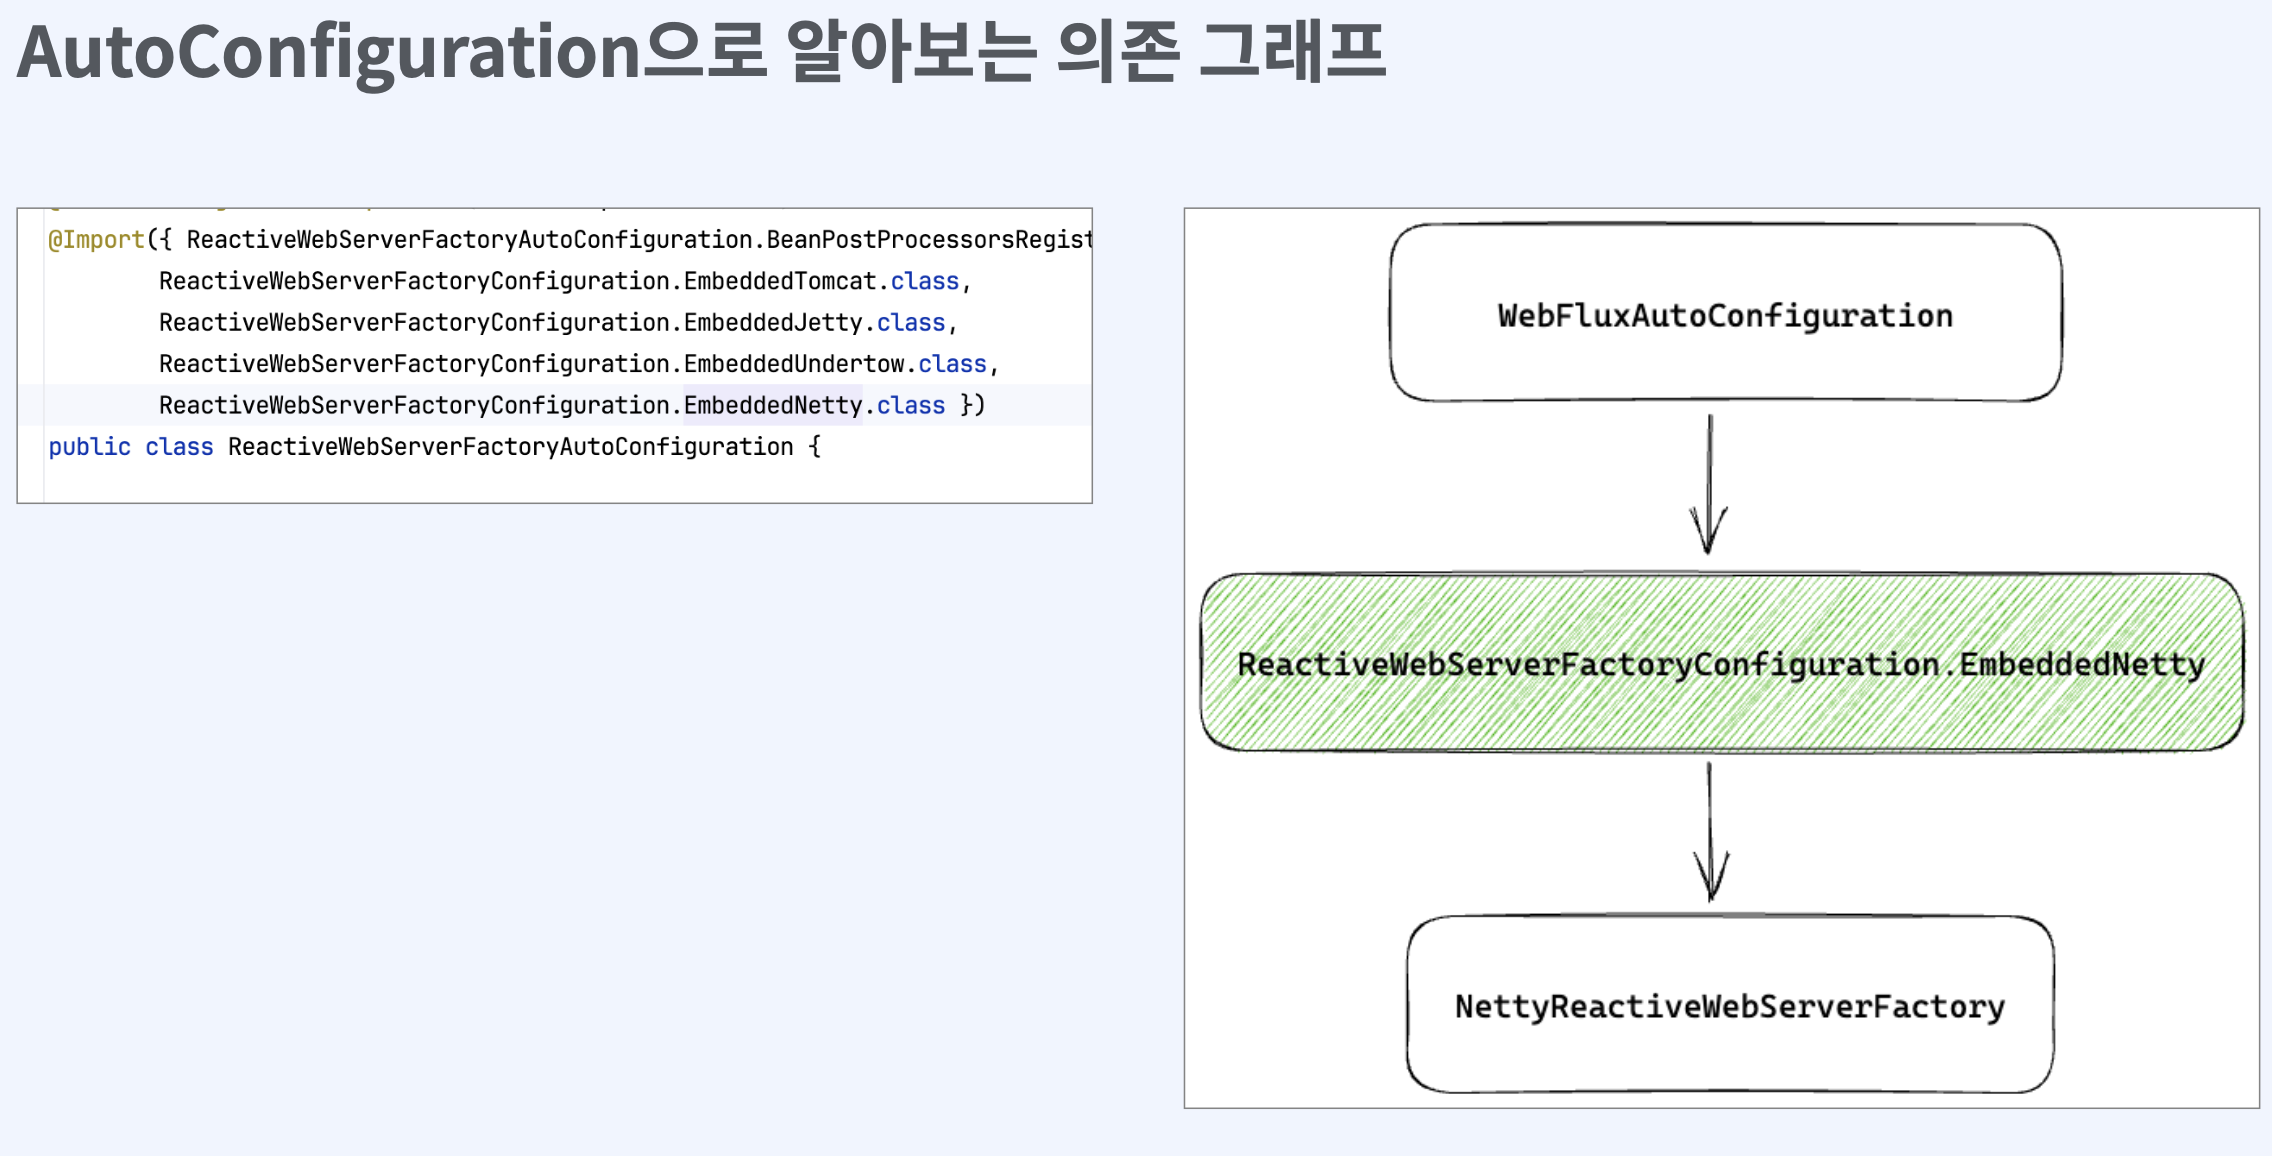 AutoConfiguration으로 알아보는 의존 그래프
@Import({ ReactiveWebServerFactoryAutoConfiguration.BeanPostProcessorsRegist
ReactiveWebServerFactoryConfiguration.EmbeddedTomcat.class,
ReactiveWebServerFactoryConfiguration.EmbeddedJetty.class,
ReactiveWebServerFactoryConfiguration.EmbeddedUndertow.class,
ReactiveWebServerFactoryConfiguration.EmbeddedNetty.class })
public class ReactiveWebServerFactoryAutoConfiguration {
WebFluxAutoConfiguration
ReactiveWebServerFactoryConfiguration.EmbeddedNetty
NettyReactiveWebServerFactory